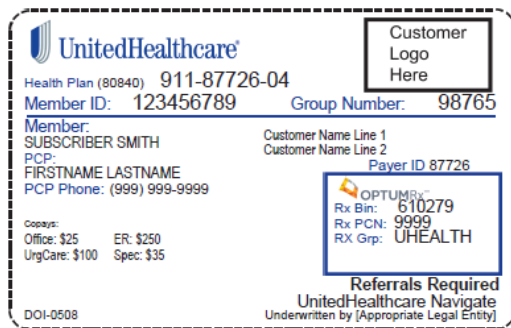 UnitedHealthcare®
Customer
Logo
Here
Health Plan (80840) 911-87726-04
Member ID: 123456789 Group Number: 98765
Member:
SUBSCRIBER SMITH
PCP:
FIRSTNAME LASTNAME
PCP Phone: (999) 999-9999
Customer Name Line 1
Customer Name Line 2
Payer ID 87726
OPTUMRx™
Rx Bin: 610279
Rx PCN: 9999
RX Grp: UHEALTH
Copays:
Office: $25 ER: $250
UrgCare: $100 Spec: $35
Referrals Required
UnitedHealthcare Navigate
DOI-0508 Underwritten by [Appropriate Legal Entity]